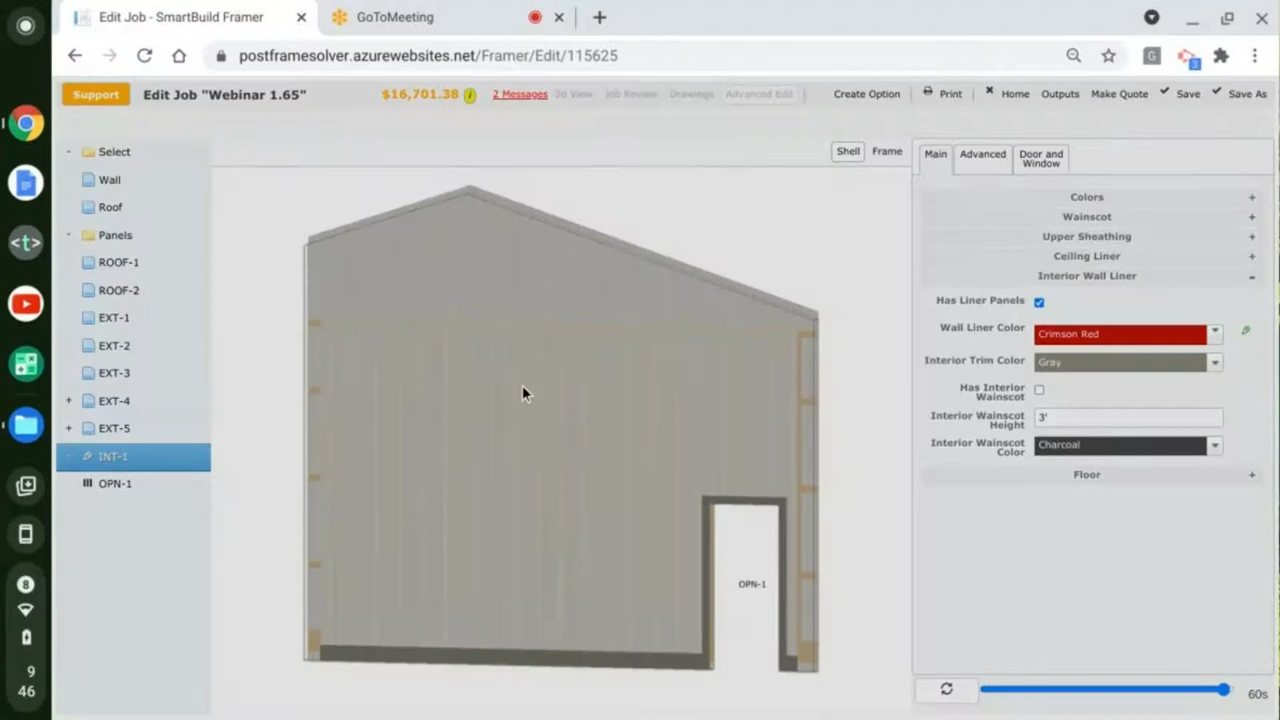 Edit Job - SmartBuild Framer
GoToMeeting
postframesolver.azurewebsites.net/Framer/Edit/115625
G
3
Support
Edit Job "Webinar 1.65"
$16,701.38
i
2 Messages
3d View
Job Review
Drawings
Advanced Edit
Create Option
Print
Home
Outputs
Make Quote
Save
Save As
Select
Wall
Roof
Panels
ROOF-1
ROOF-2
EXT-1
EXT-2
EXT-3
EXT-4
EXT-5
INT-1
OPN-1
Shell
Frame
OPN-1
Main
Advanced
Door and
Window
Colors
Wainscot
Upper Sheathing
Ceiling Liner
Interior Wall Liner
Has Liner Panels
Wall Liner Color
Crimson Red
Interior Trim Color
Gray
Has Interior
Wainscot
Interior Wainscot
Height
3'
Interior Wainscot
Color
Charcoal
Floor
60s
<t>
8
9
46